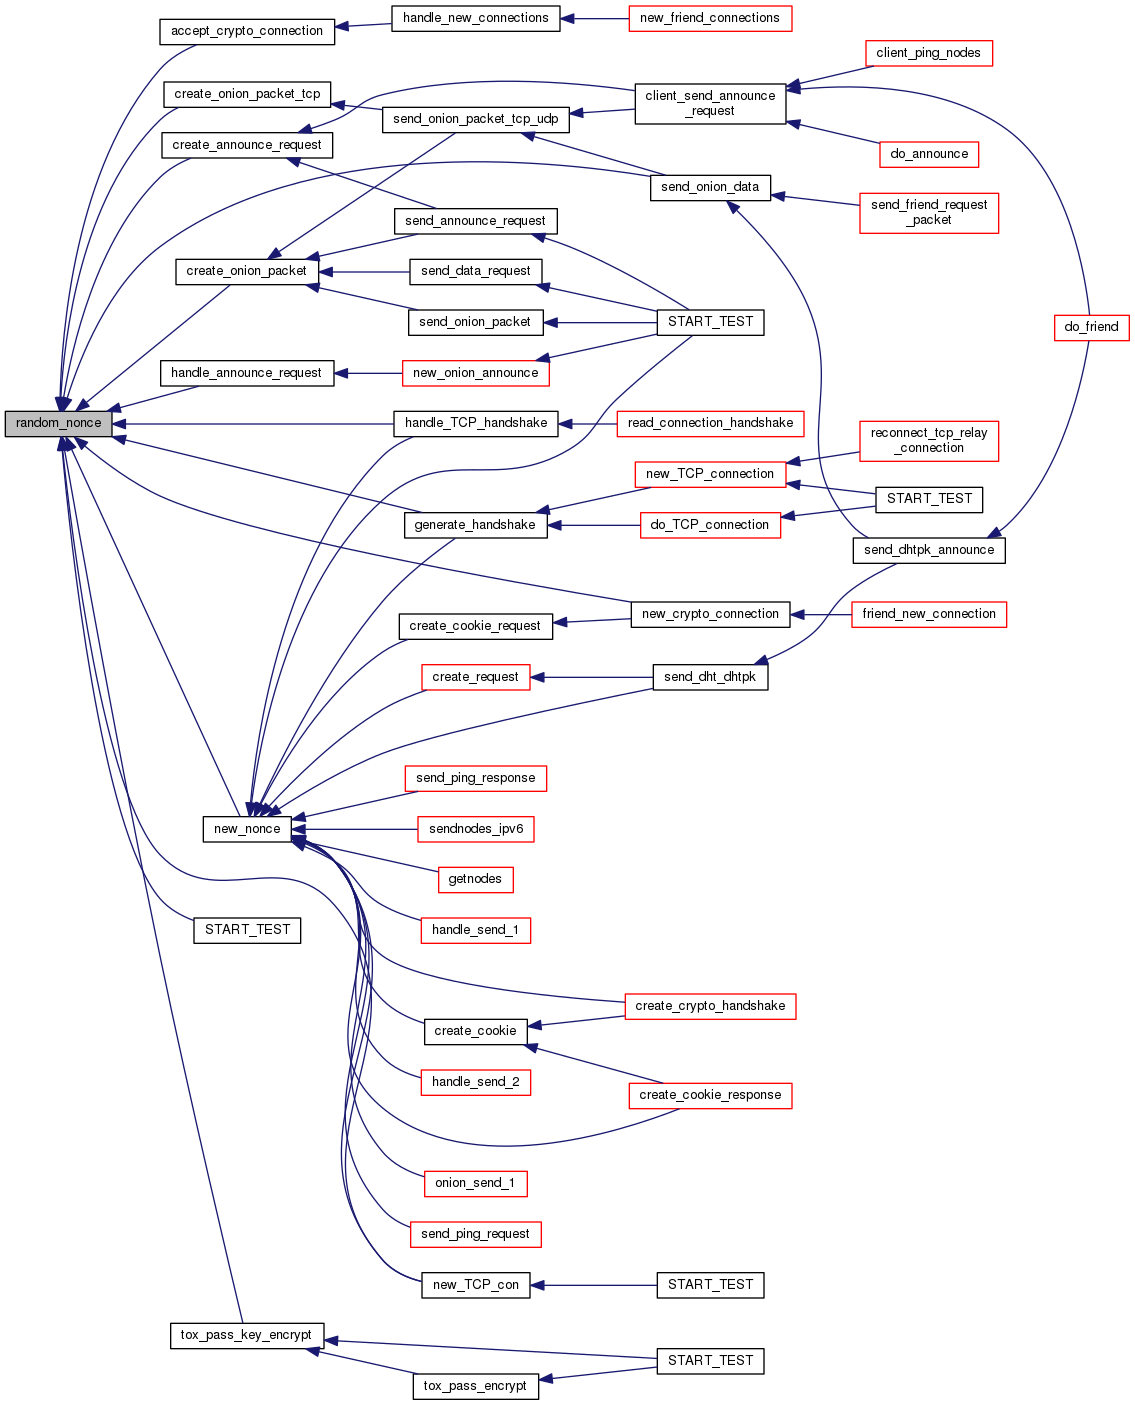 accept_crypto_connection
handle_new_connections
new_friend_connections
client_ping_nodes
create_onion_packet_tcp
client_send_announce
_request
send_onion_packet_tcp_udp
create_announce_request
do_announce
send_onion_data
send_friend_request
_packet
send_announce_request
create_onion_packet
send_data_request
send_onion_packet
START_TEST
do_friend
handle_announce_request
new_onion_announce
random_nonce
handle_TCP_handshake
read_connection_handshake
reconnect_tcp_relay
_connection
new_TCP_connection
START_TEST
generate_handshake
do_TCP_connection
send_dhtpk_announce
create_cookie_request
new_crypto_connection
friend_new_connection
create_request
send_dht_dhtpk
send_ping_response
new_nonce
sendnodes_ipv6
getnodes
START_TEST
handle_send_1
create_crypto_handshake
create_cookie
handle_send_2
create_cookie_response
onion_send_1
send_ping_request
new_TCP_con
START_TEST
tox_pass_key_encrypt
START_TEST
tox_pass_encrypt